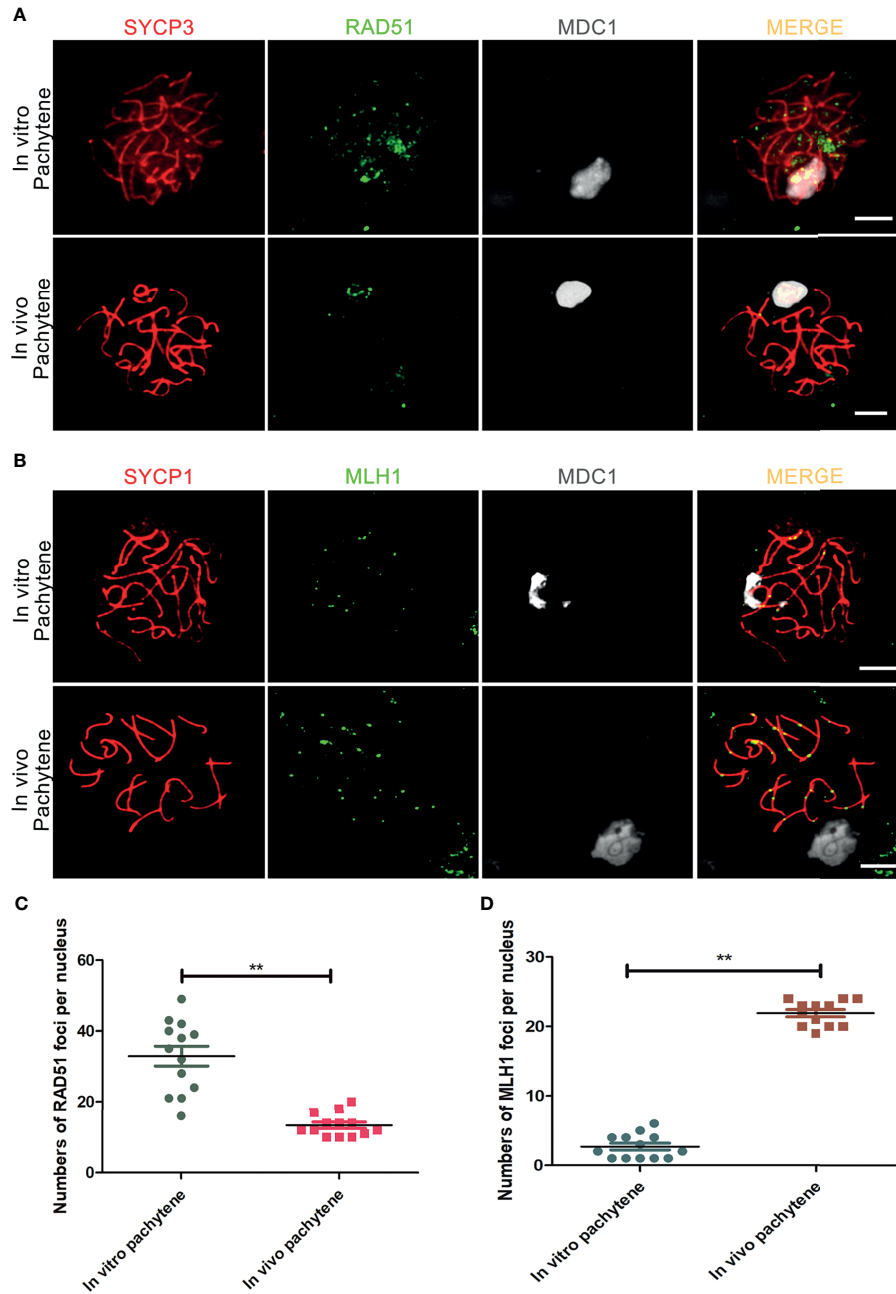 A
SYCP3 RAD51 MDC1 MERGE
In vitro
Pachytene
In vivo
Pachytene
B
SYCP1 MLH1 MDC1 MERGE
In vitro
Pachytene
In vivo
Pachytene
C
Numbers of RAD51 foci per nucleus
60
40
20
0
**
In vitro pachytene
In vivo pachytene
D
Numbers of MLH1 foci per nucleus
30
20
10
0
**
In vitro pachytene
In vivo pachytene